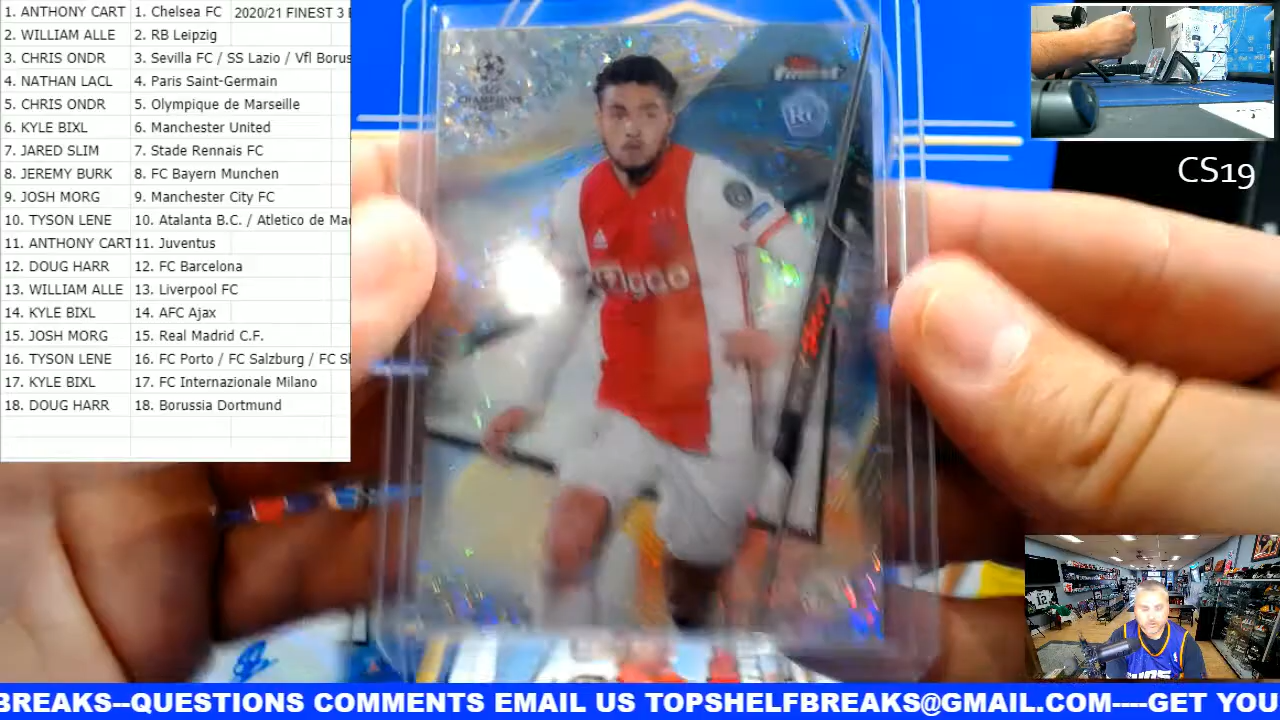 1. ANTHONY CART 1. Chelsea FC 2020/21 FINEST 3
2. WILLIAM ALLE 2. RB Leipzig
3. CHRIS ONDR 3. Sevilla FC / SS Lazio / Vfl Borus
4. NATHAN LACL 4. Paris Saint-Germain
5. CHRIS ONDR 5. Olympique de Marseille
6. KYLE BIXL 6. Manchester United
7. JARED SLIM 7. Stade Rennais FC
8. JEREMY BURK 8. FC Bayern Munchen
9. JOSH MORG 9. Manchester City FC
10. TYSON LENE 10. Atalanta B.C. / Atletico de Mad
11. ANTHONY CART 11. Juventus
12. DOUG HARR 12. FC Barcelona
13. WILLIAM ALLE 13. Liverpool FC
14. KYLE BIXL 14. AFC Ajax
15. JOSH MORG 15. Real Madrid C.F.
16. TYSON LENE 16. FC Porto / FC Salzburg / FC Sh
17. KYLE BIXL 17. FC Internazionale Milano
18. DOUG HARR 18. Borussia Dortmund
CHAMPIONS
Finest
RC
Ziggo
CS19
BREAKS--QUESTIONS COMMENTS EMAIL US TOPSHELFBREAKS@GMAIL.COM----GET YOU